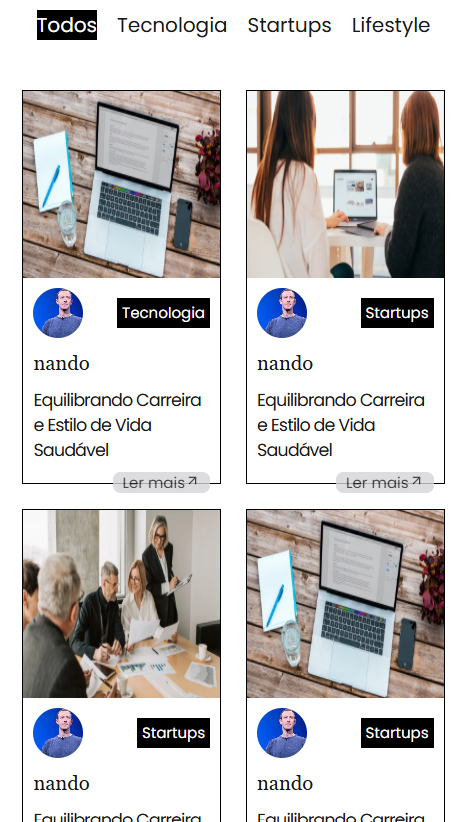 Todos Tecnologia Startups Lifestyle
Tecnologia
nando
Equilibrando Carreira
e Estilo de Vida
Saudável
Ler mais
Startups
nando
Equilibrando Carreira
e Estilo de Vida
Saudável
Ler mais
Startups
nando
Equilibrando Carreira
Startups
nando
Equilibrando Carreira